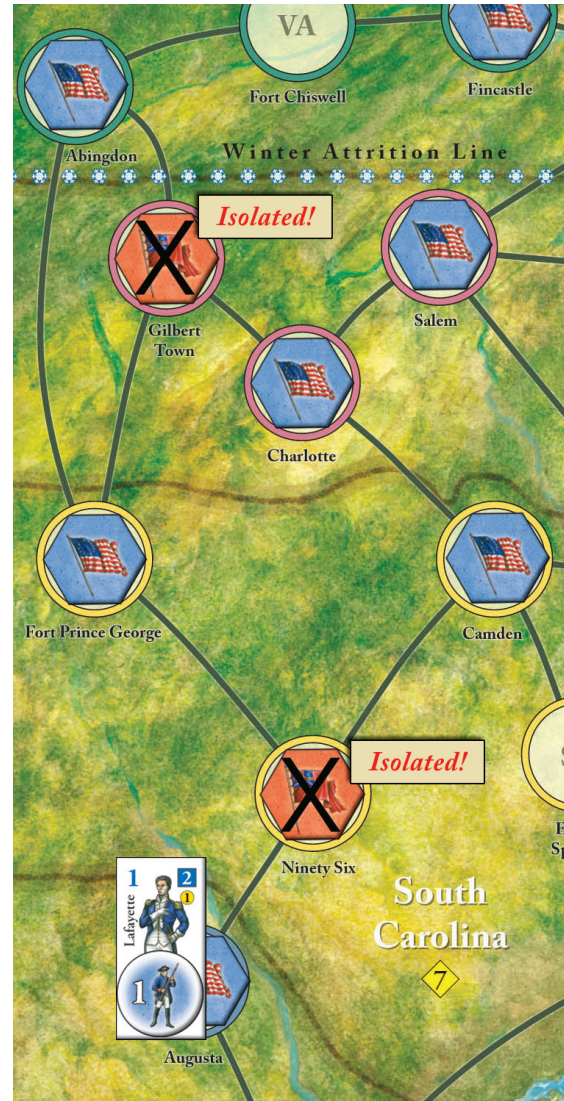 VA
Fort Chiswell
Fincastle
Abingdon
Winter Attrition Line
Isolated!
Gilbert
Town
Salem
Charlotte
Fort Prince George
Camden
Isolated!
Ninety Six
South
Carolina
7
1
2
1
Lafayette
1
Augusta